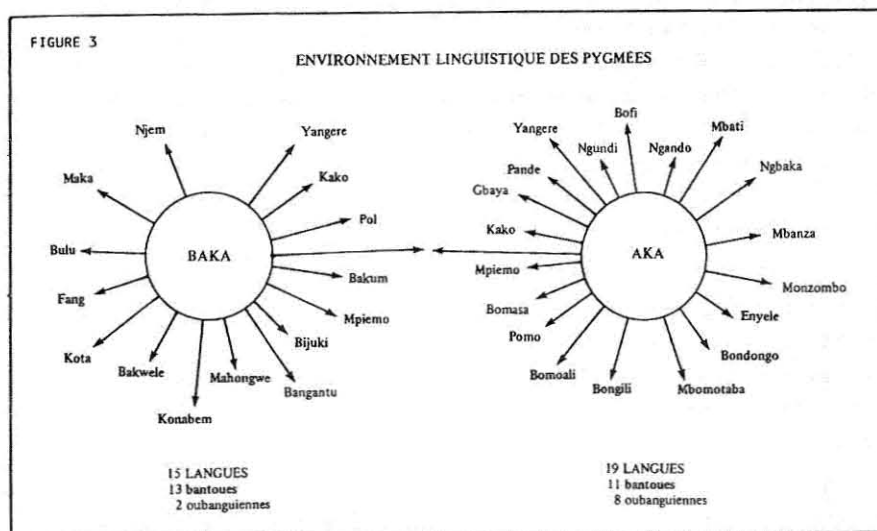 FIGURE 3
ENVIRONNEMENT LINGUISTIQUE DES PYGMÉES
Njem
Yangere
Maka
Kako
Pol
Bulu
BAKA
Bakum
Fang
Mpiemo
Kota
Bijuki
Bakwele
Mahongwe
Bangantu
Konabem
15 LANGUES
13 bantoues
2 oubanguiennes
Bofi
Yangere
Mbati
Ngundi
Ngando
Pande
Ngbaka
Gbaya
Kako
Mbanza
AKA
Mpiemo
Monzombo
Bomasa
Enyele
Pomo
Bondongo
Bomoali
Bongili
Mbomotaba
19 LANGUES
11 bantoues
8 oubanguiennes